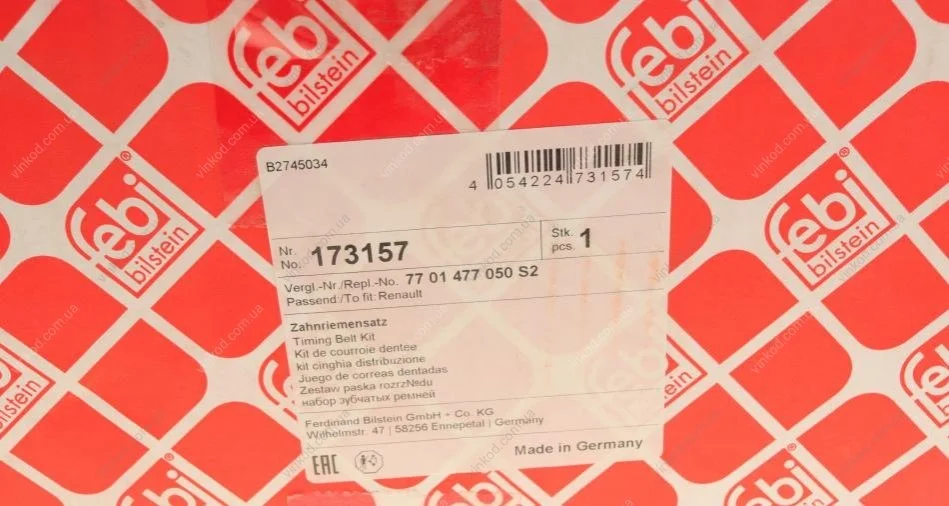 febi
bilstein
febi
bilstein
B2745034
4 054224 731574
Nr.
No. 173157
Stk.
pcs. 1
Vergl.-Nr./Repl.-No. 77 01 477 050 S2
Passend:/To fit: Renault
Zahnriemensatz
Timing Belt Kit
Kit de courroie dentee
kit cinghia distribuzione
Juego de correas dentadas
Zestaw paska rozrz№du
набор зубчатых ремней
Ferdinand Bilstein GmbH + Co. KG
Wilhelmstr. 47 | 58256 Ennepetal | Germany
EAC
Made in Germany
febi
bilstein
febi
bilstein
vinkod.com.ua